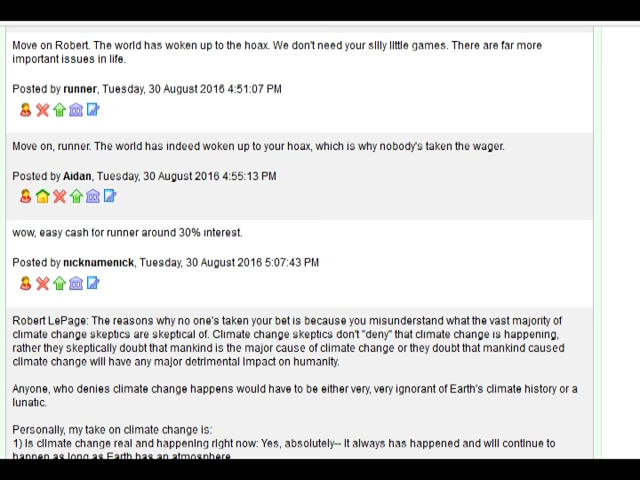 Move on Robert. The world has woken up to the hoax. We don't need your silly little games. There are far more
important issues in life.
Posted by runner, Tuesday, 30 August 2016 4:51:07 PM
Move on, runner. The world has indeed woken up to your hoax, which is why nobody's taken the wager.
Posted by Aidan, Tuesday, 30 August 2016 4:55:13 PM
wow, easy cash for runner around 30% interest.
Posted by nicknamenick, Tuesday, 30 August 2016 5:07:43 PM
Robert LePage: The reasons why no one's taken your bet is because you misunderstand what the vast majority of
climate change skeptics are skeptical of. Climate change skeptics don't "deny" that climate change is happening,
rather they skeptically doubt that mankind is the major cause of climate change or they doubt that mankind caused
climate change will have any major detrimental impact on humanity.
Anyone, who denies climate change happens would have to be either very, very ignorant of Earth's climate history or a
lunatic.
Personally, my take on climate change is:
1) Is climate change real and happening right now: Yes, absolutely-- it always has happened and will continue to
happen as long as Earth has an atmosphere